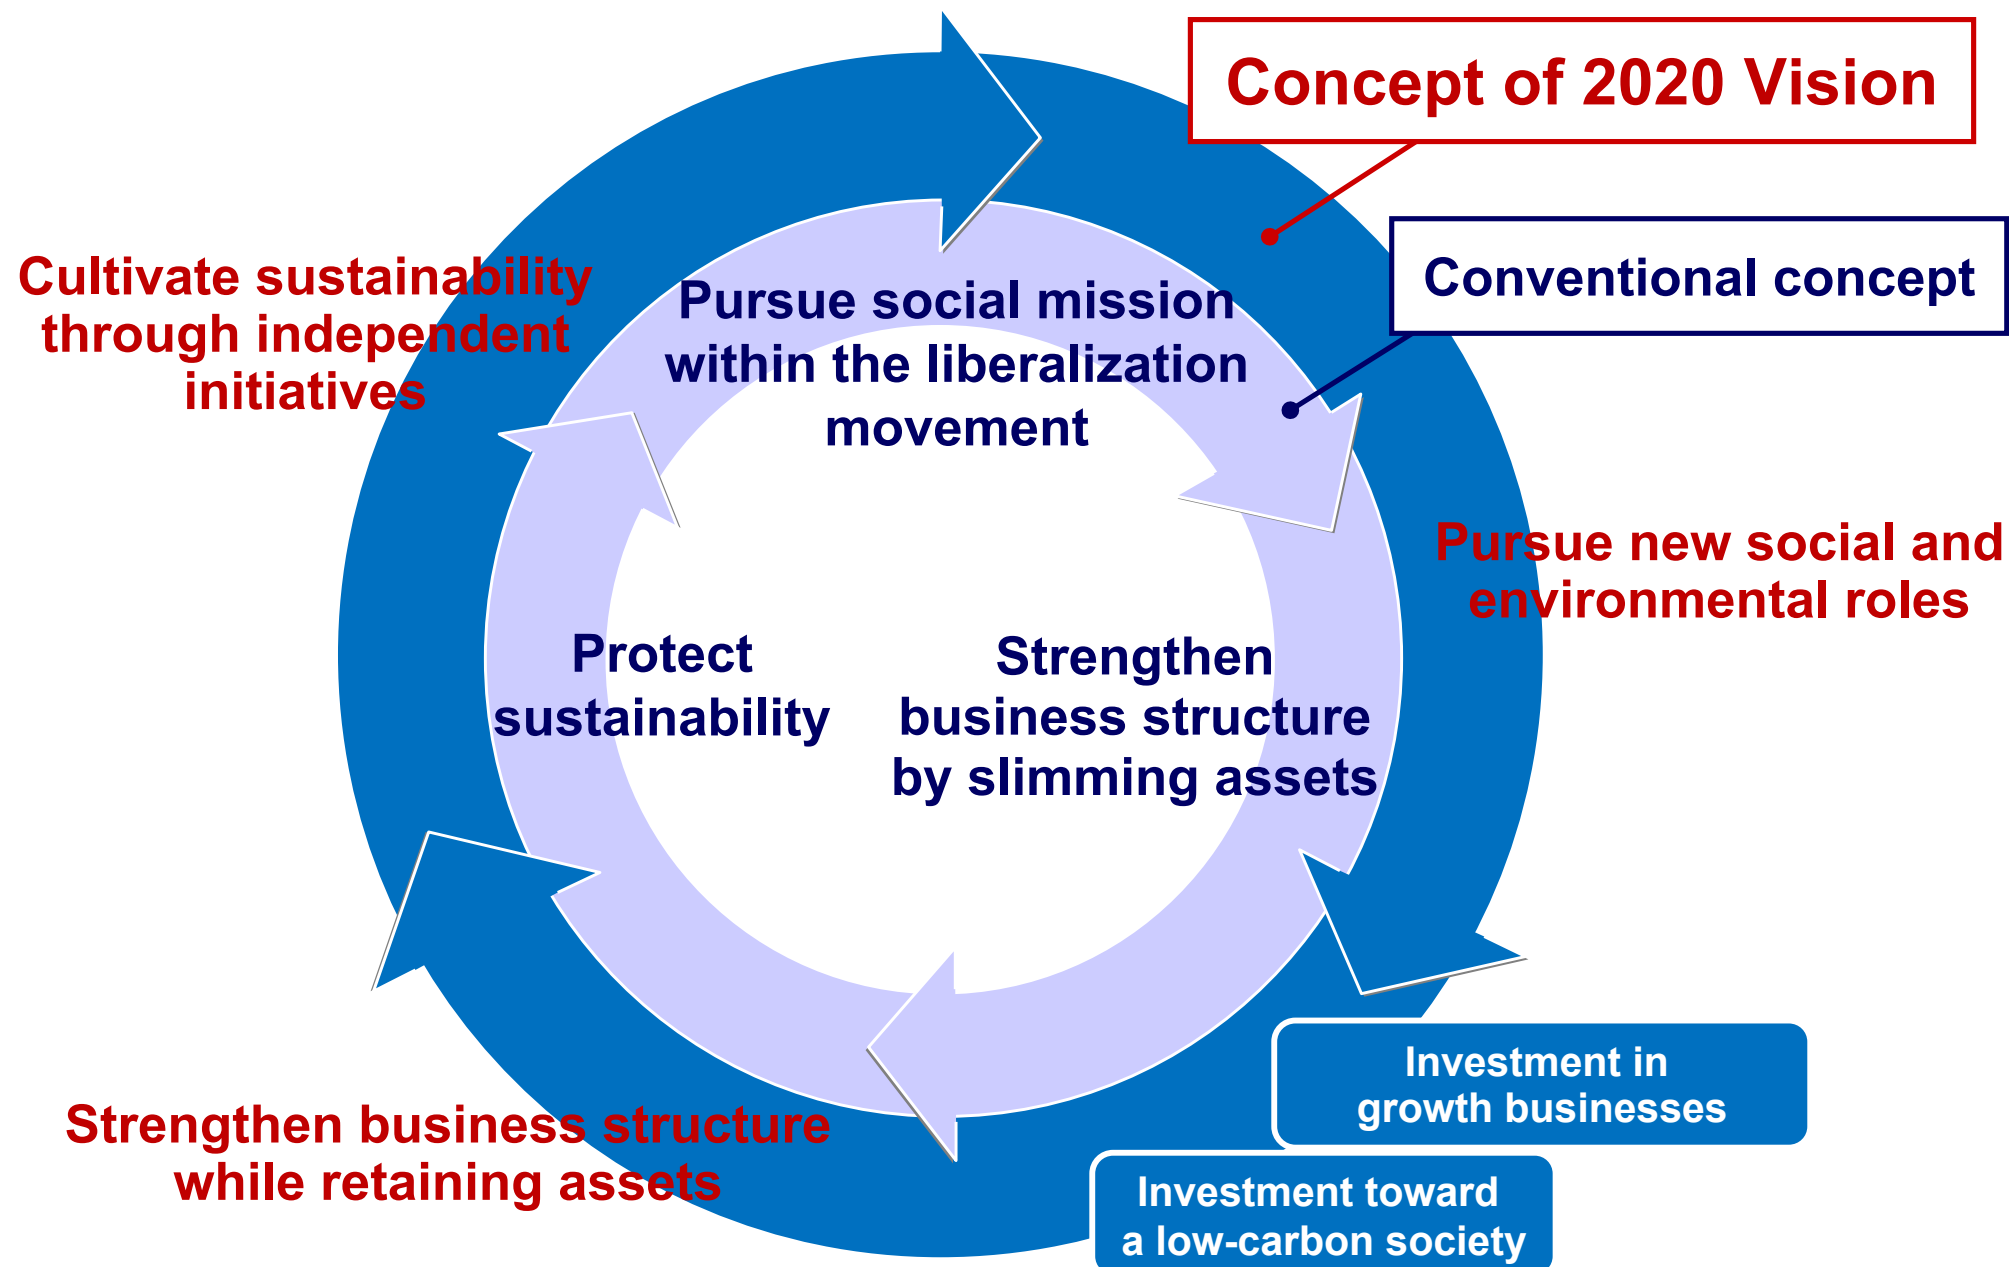 Concept of 2020 Vision
Conventional concept
Cultivate sustainability
through independent
initiatives
Pursue social mission
within the liberalization
movement
Pursue new social and
environmental roles
Protect
sustainability
Strengthen
business structure
by slimming assets
Strengthen business structure
while retaining assets
Investment in
growth businesses
Investment toward
a low-carbon society